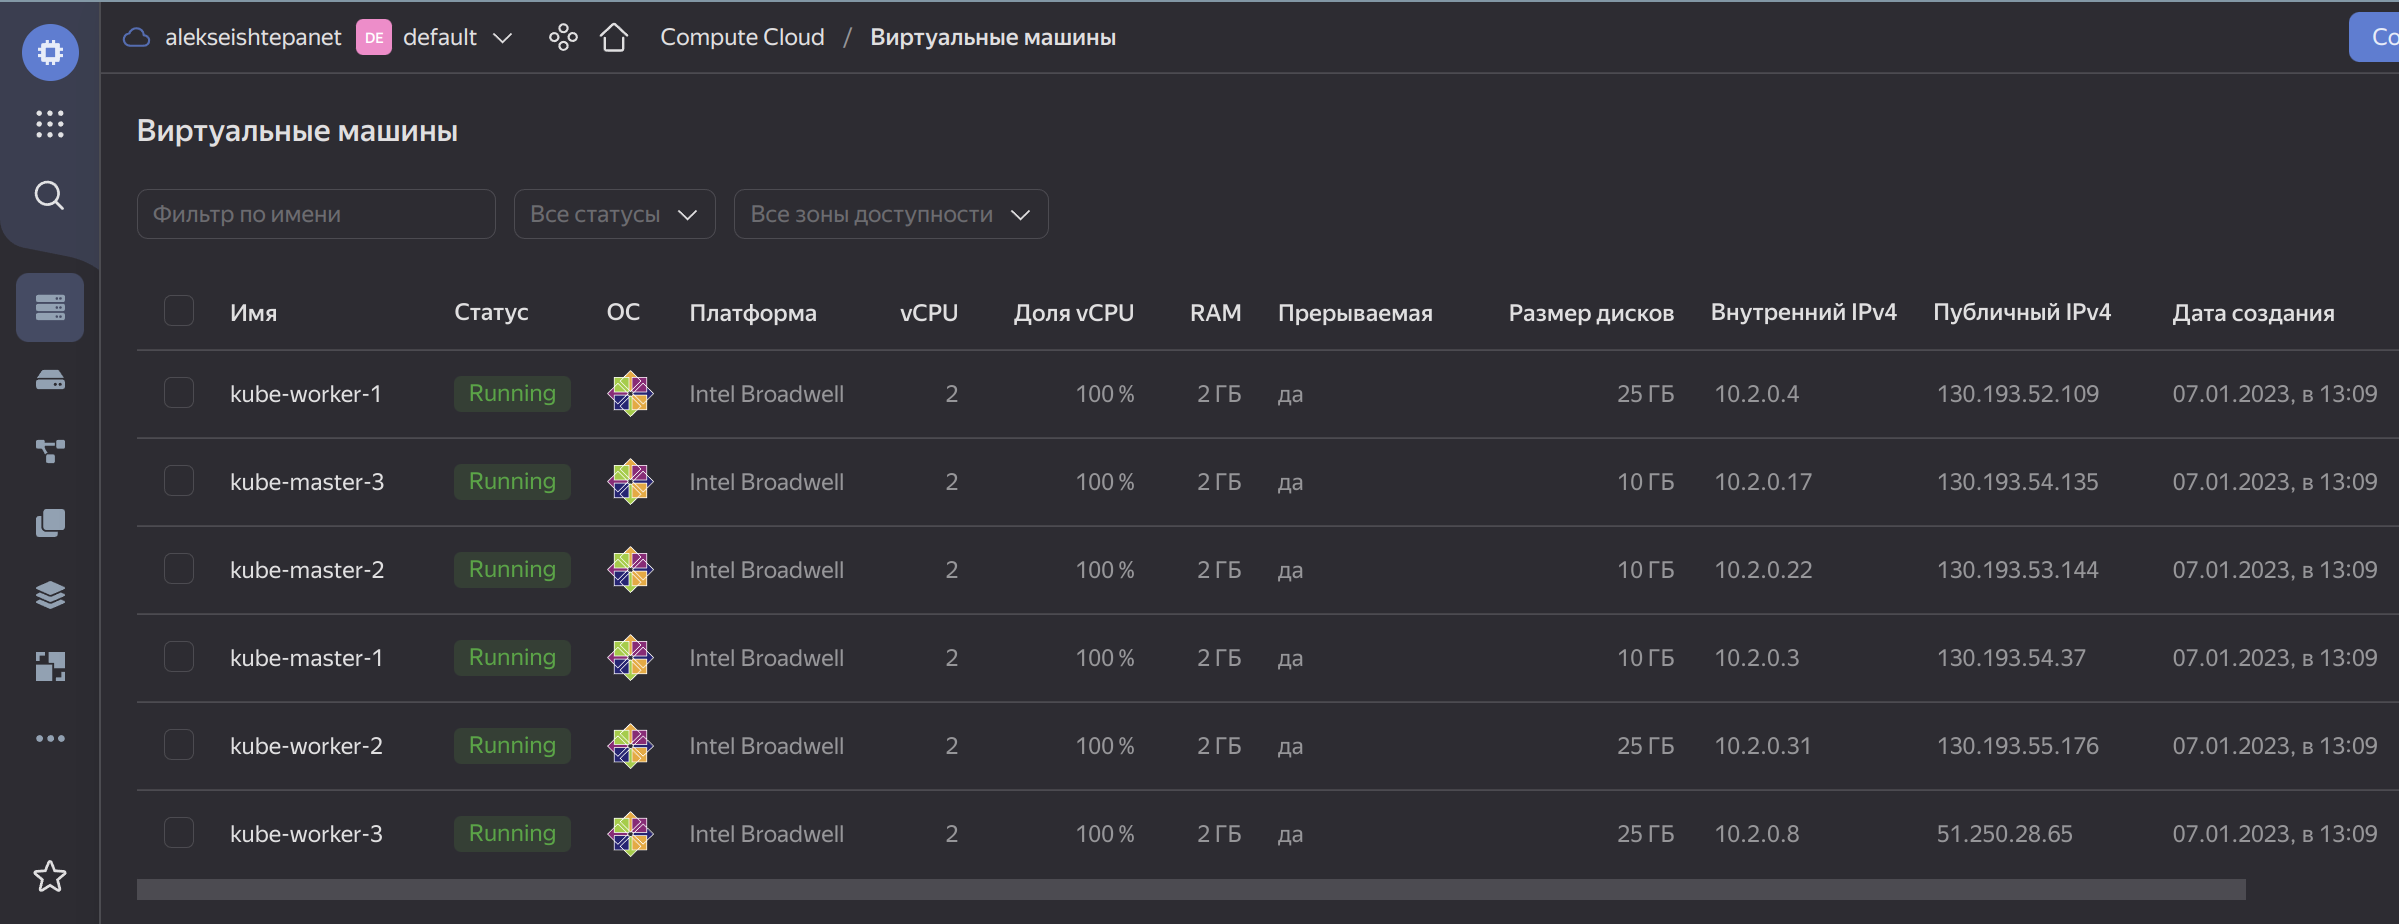 alekseishtepanet DE default Compute Cloud / Виртуальные машины Со
Виртуальные машины
Фильтр по имени Все статусы Все зоны доступности
Имя Статус ОС Платформа vCPU Доля vCPU RAM Прерываемая Размер дисков Внутренний IPv4 Публичный IPv4 Дата создания
kube-worker-1 Running Intel Broadwell 2 100 % 2 ГБ да 25 ГБ 10.2.0.4 130.193.52.109 07.01.2023, в 13:09
kube-master-3 Running Intel Broadwell 2 100 % 2 ГБ да 10 ГБ 10.2.0.17 130.193.54.135 07.01.2023, в 13:09
kube-master-2 Running Intel Broadwell 2 100 % 2 ГБ да 10 ГБ 10.2.0.22 130.193.53.144 07.01.2023, в 13:09
kube-master-1 Running Intel Broadwell 2 100 % 2 ГБ да 10 ГБ 10.2.0.3 130.193.54.37 07.01.2023, в 13:09
kube-worker-2 Running Intel Broadwell 2 100 % 2 ГБ да 25 ГБ 10.2.0.31 130.193.55.176 07.01.2023, в 13:09
kube-worker-3 Running Intel Broadwell 2 100 % 2 ГБ да 25 ГБ 10.2.0.8 51.250.28.65 07.01.2023, в 13:09